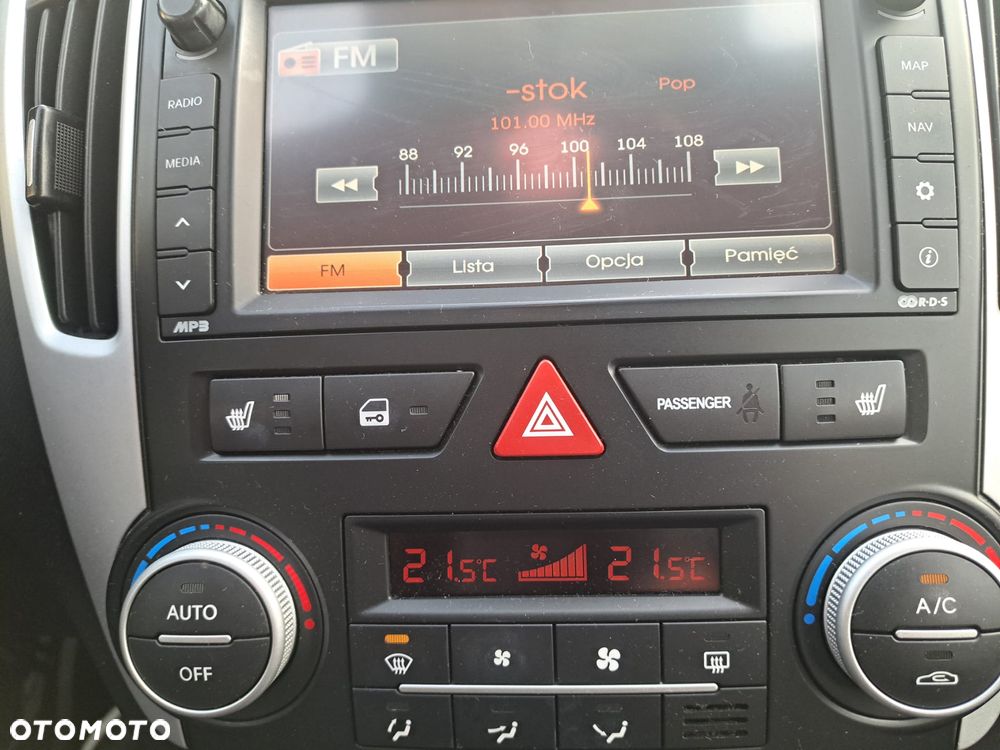 FM
-stok
Pop
101.00 MHz
88 92 96 100 104 108
FM Lista Opcja Pamięć
RADIO
MEDIA
MAP
NAV
i
MP3
R·D·S
PASSENGER
21.5°C 21.5°C
AUTO
OFF
A/C
OTOMOTO